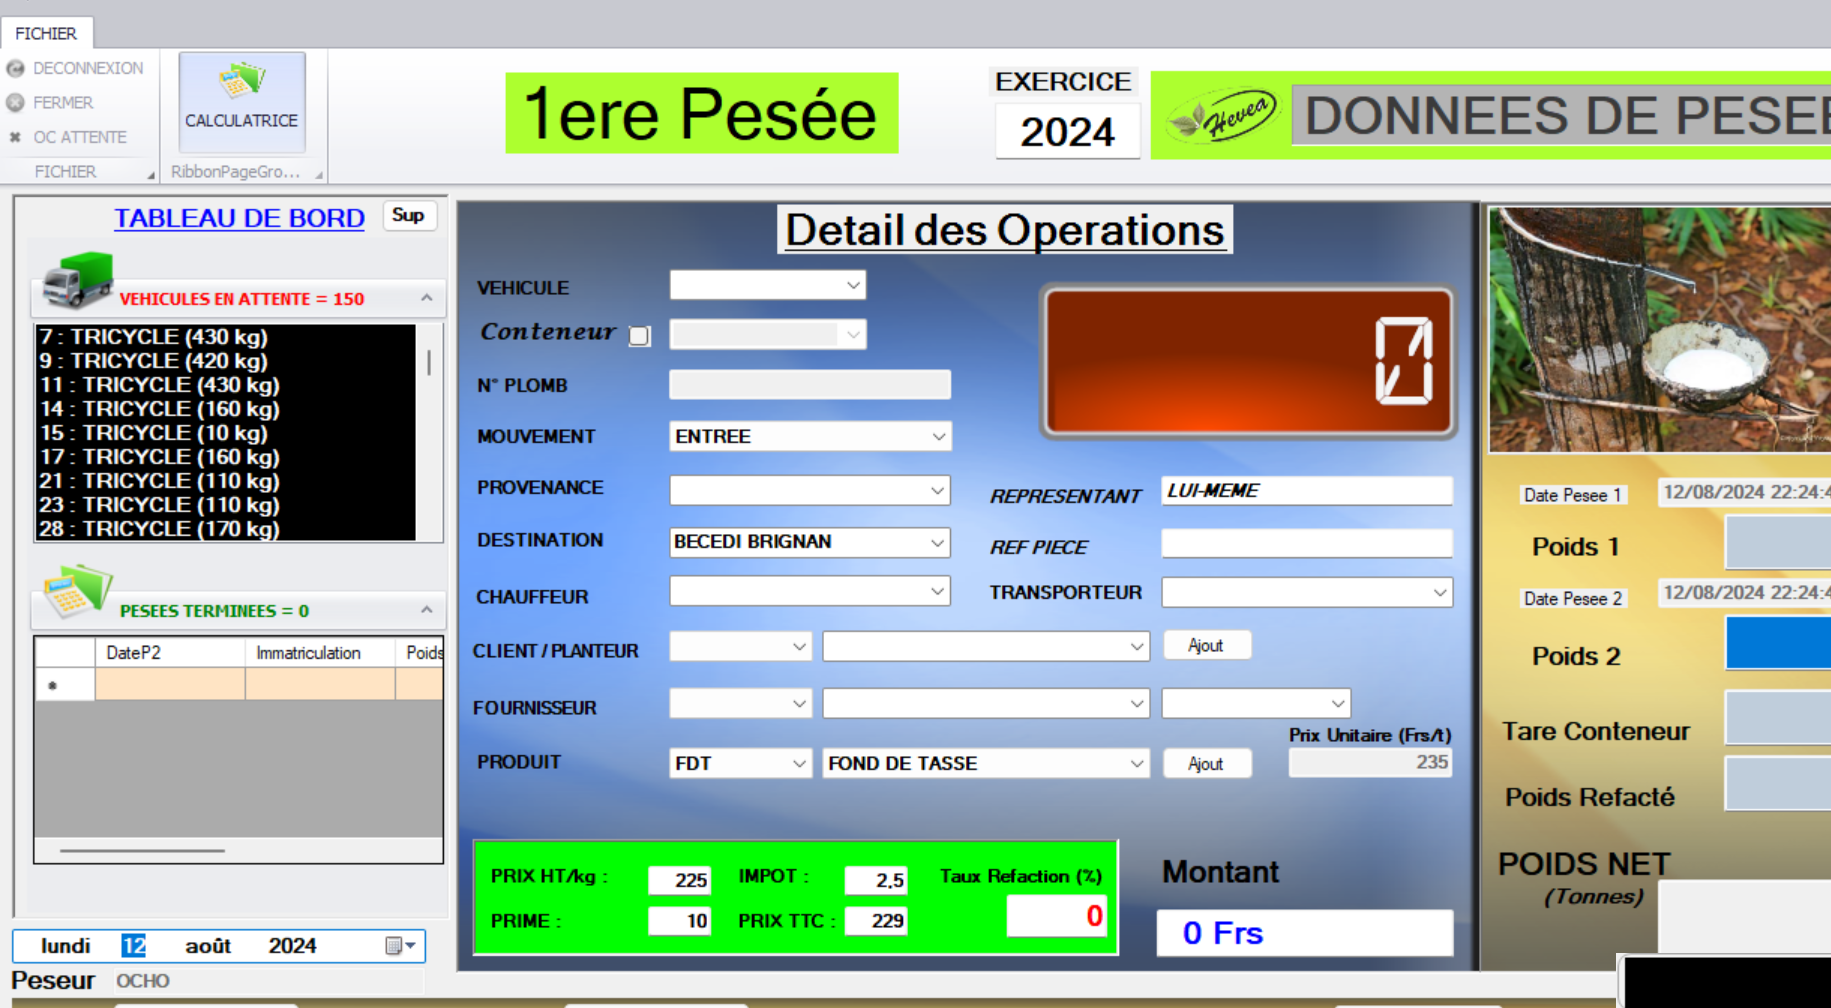 FICHIER
DECONNEXION
FERMER
OC ATTENTE
FICHIER
CALCULATRICE
RibbonPageGro...
1ere Pesée
EXERCICE
2024
Hevea
DONNEES DE PESEE
TABLEAU DE BORD
Sup
VEHICULES EN ATTENTE = 150
7 : TRICYCLE (430 kg)
9 : TRICYCLE (420 kg)
11 : TRICYCLE (430 kg)
14 : TRICYCLE (160 kg)
15 : TRICYCLE (10 kg)
17 : TRICYCLE (160 kg)
21 : TRICYCLE (110 kg)
23 : TRICYCLE (110 kg)
28 : TRICYCLE (170 kg)
PESEES TERMINEES = 0
DateP2 Immatriculation Poids
lundi 12 août 2024
Peseur OCHO
Detail des Operations
VEHICULE
Conteneur
N° PLOMB
MOUVEMENT ENTREE
PROVENANCE
DESTINATION BECEDI BRIGNAN
CHAUFFEUR
0
REPRESENTANT LUI-MEME
REF PIECE
TRANSPORTEUR
CLIENT / PLANTEUR
Ajout
FOURNISSEUR
Prix Unitaire (Frs/t)
PRODUIT FDT FOND DE TASSE Ajout 235
PRIX HT/kg : 225 IMPOT : 2,5 Taux Refaction (%)
PRIME : 10 PRIX TTC : 229 0
Montant
0 Frs
Date Pesee 1 12/08/2024 22:24:4
Poids 1
Date Pesee 2 12/08/2024 22:24:4
Poids 2
Tare Conteneur
Poids Refacté
POIDS NET
(Tonnes)